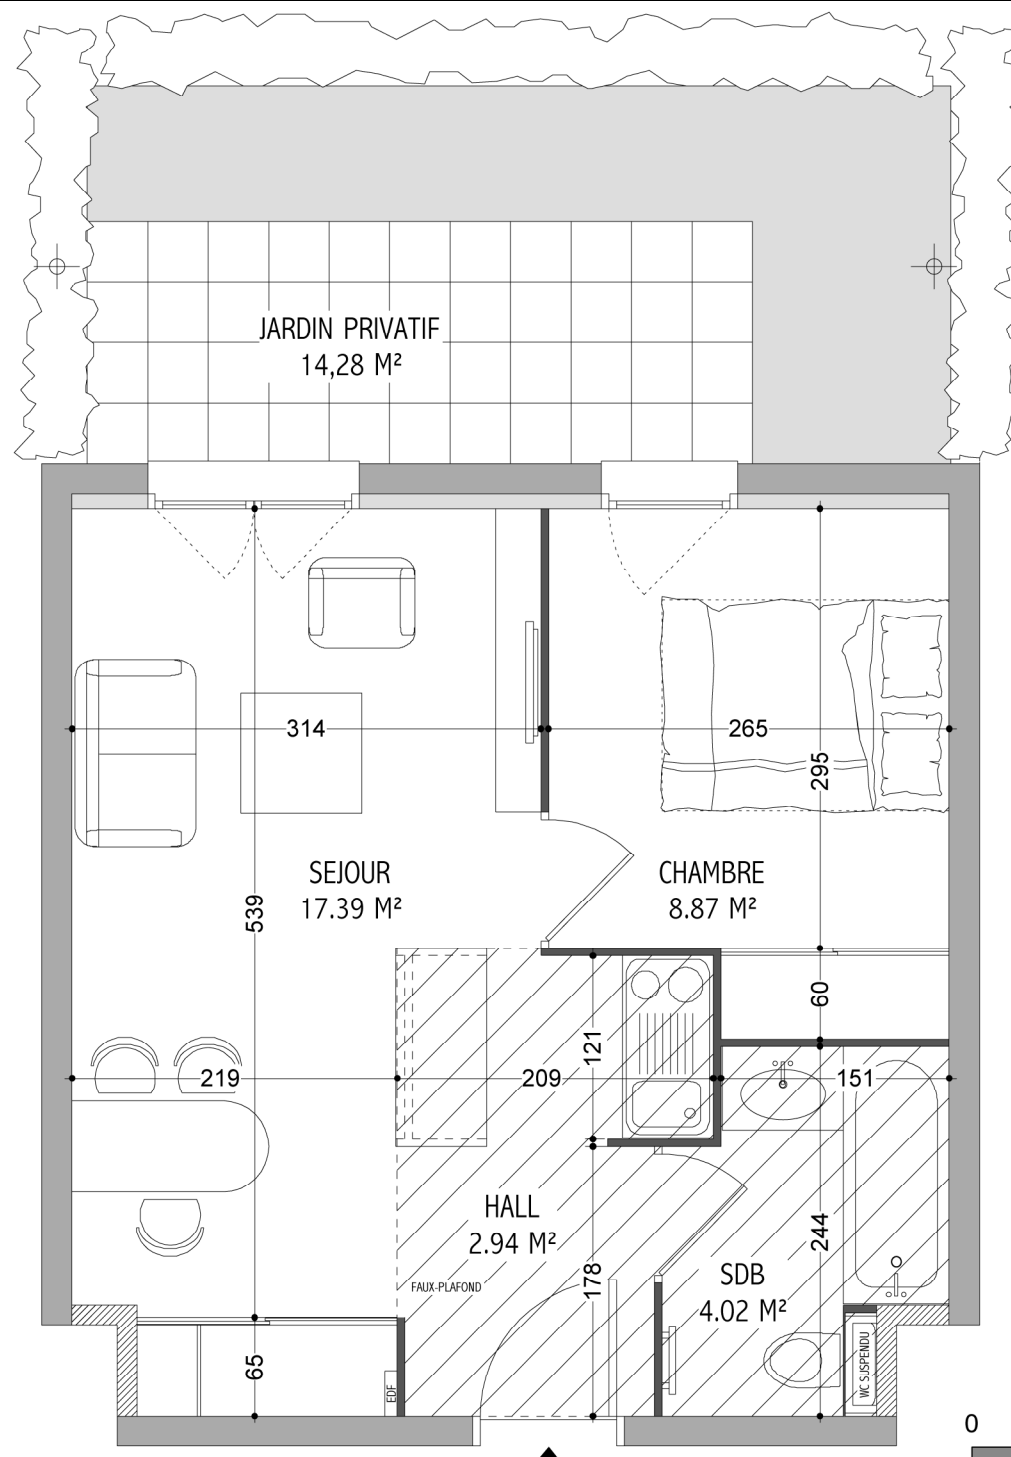 JARDIN PRIVATIF
14,28 M²
314
265
295
SEJOUR
17.39 M²
CHAMBRE
8.87 M²
539
60
121
219
209
151
HALL
2.94 M²
244
178
FAUX-PLAFOND
SDB
4.02 M²
65
EDF
WC SUSPENDU
0